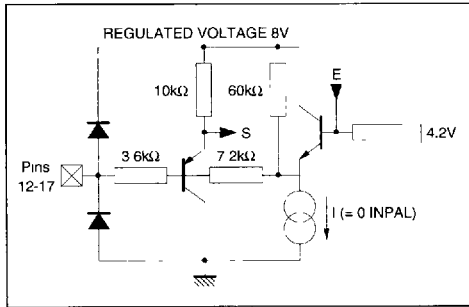 REGULATED VOLTAGE 8V
10kΩ
60kΩ
E
S
4.2V
3 6kΩ
7.2kΩ
Pins
12-17
I (= 0 INPAL)